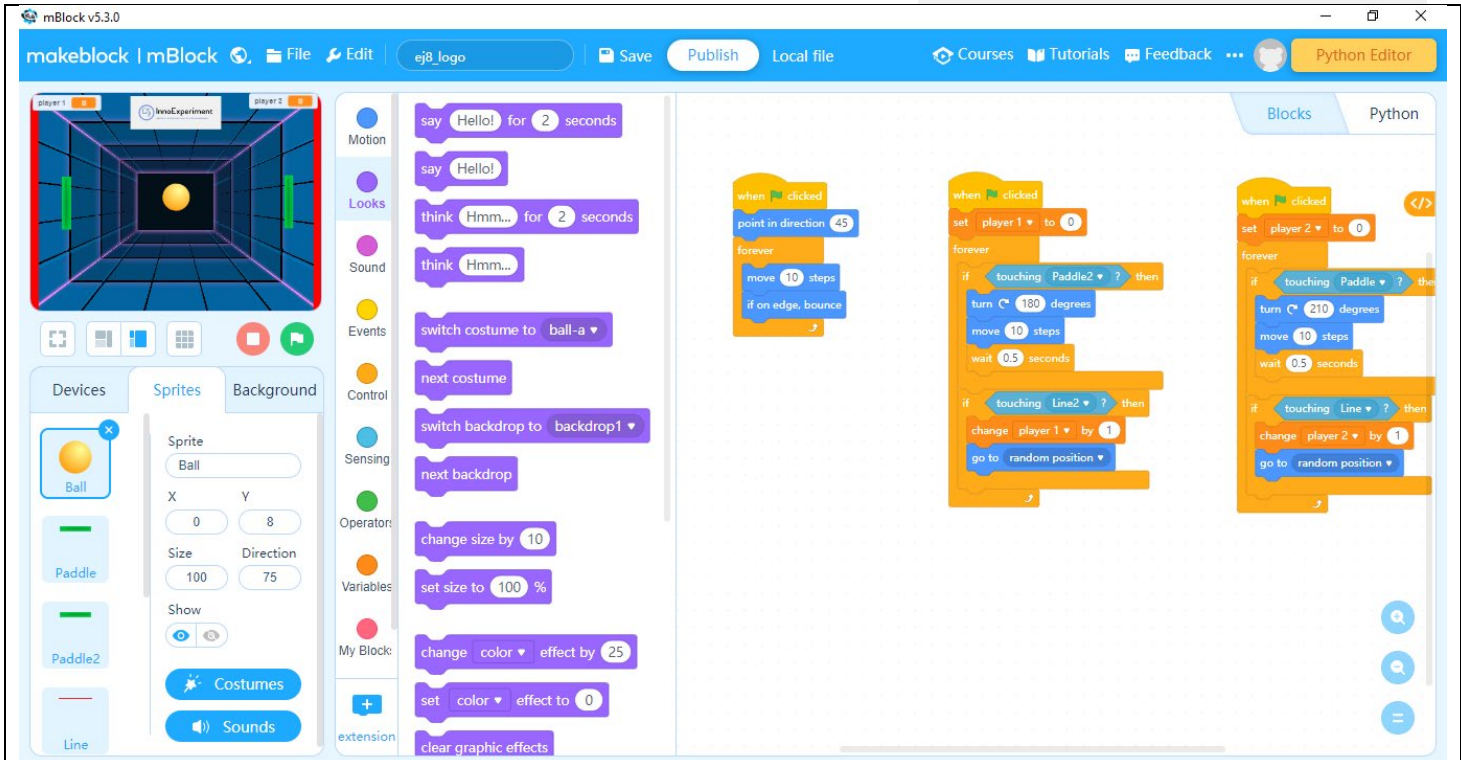 mBlock v5.3.0
makeblock | mBlock File Edit ej8_logo Save Publish Local file Courses Tutorials Feedback ... Python Editor
player 1 0
InnoExperiment
player 2 0
Devices Sprites Background
Ball
Paddle
Paddle2
Line
Sprite
Ball
X Y
0 8
Size Direction
100 75
Show
Costumes
Sounds
Motion
Looks
Sound
Events
Control
Sensing
Operators
Variables
My Blocks
extension
say Hello! for 2 seconds
say Hello!
think Hmm... for 2 seconds
think Hmm...
switch costume to ball-a
next costume
switch backdrop to backdrop1
next backdrop
change size by 10
set size to 100 %
change color effect by 25
set color effect to 0
clear graphic effects
Blocks Python
when clicked
point in direction 45
forever
move 10 steps
if on edge, bounce
when clicked
set player 1 to 0
forever
if touching Paddle2 ? then
turn 180 degrees
move 10 steps
wait 0.5 seconds
if touching Line2 ? then
change player 1 by 1
go to random position
when clicked
set player 2 to 0
forever
if touching Paddle ? the
turn 210 degrees
move 10 steps
wait 0.5 seconds
if touching Line ? then
change player 2 by 1
go to random position